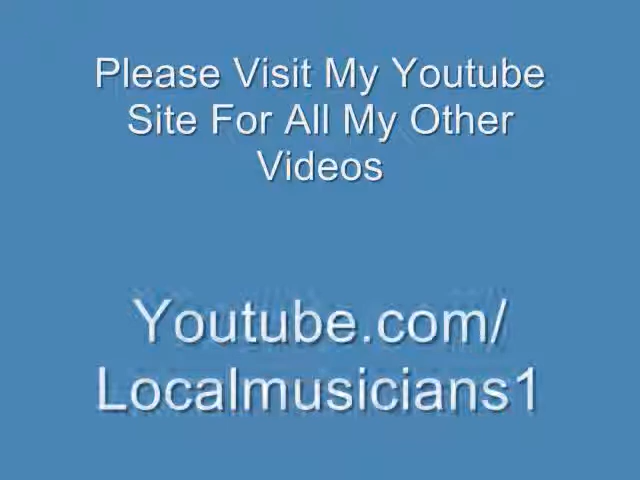 Please Visit My Youtube
Site For All My Other
Videos
Youtube.com/
Localmusicians1